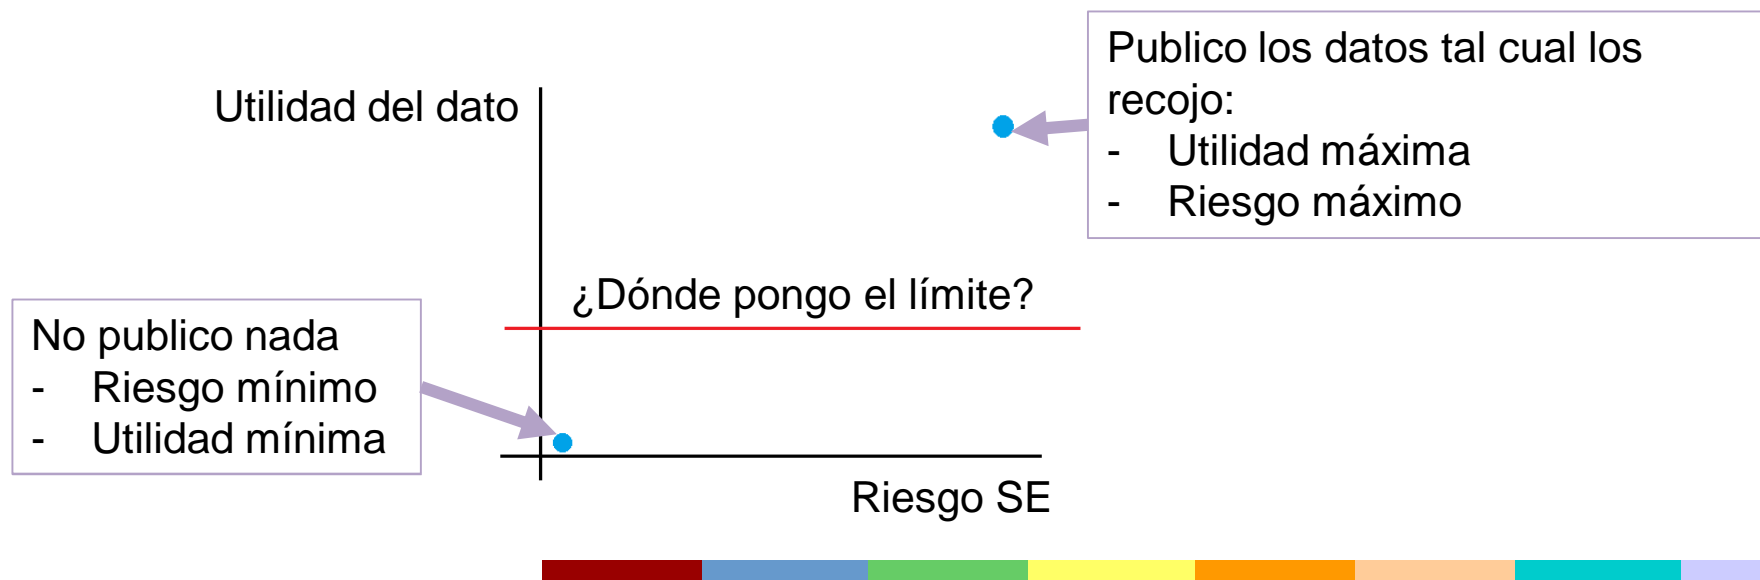 Utilidad del dato
Publico los datos tal cual los
recojo:
- Utilidad máxima
- Riesgo máximo
¿Dónde pongo el límite?
No publico nada
- Riesgo mínimo
- Utilidad mínima
Riesgo SE